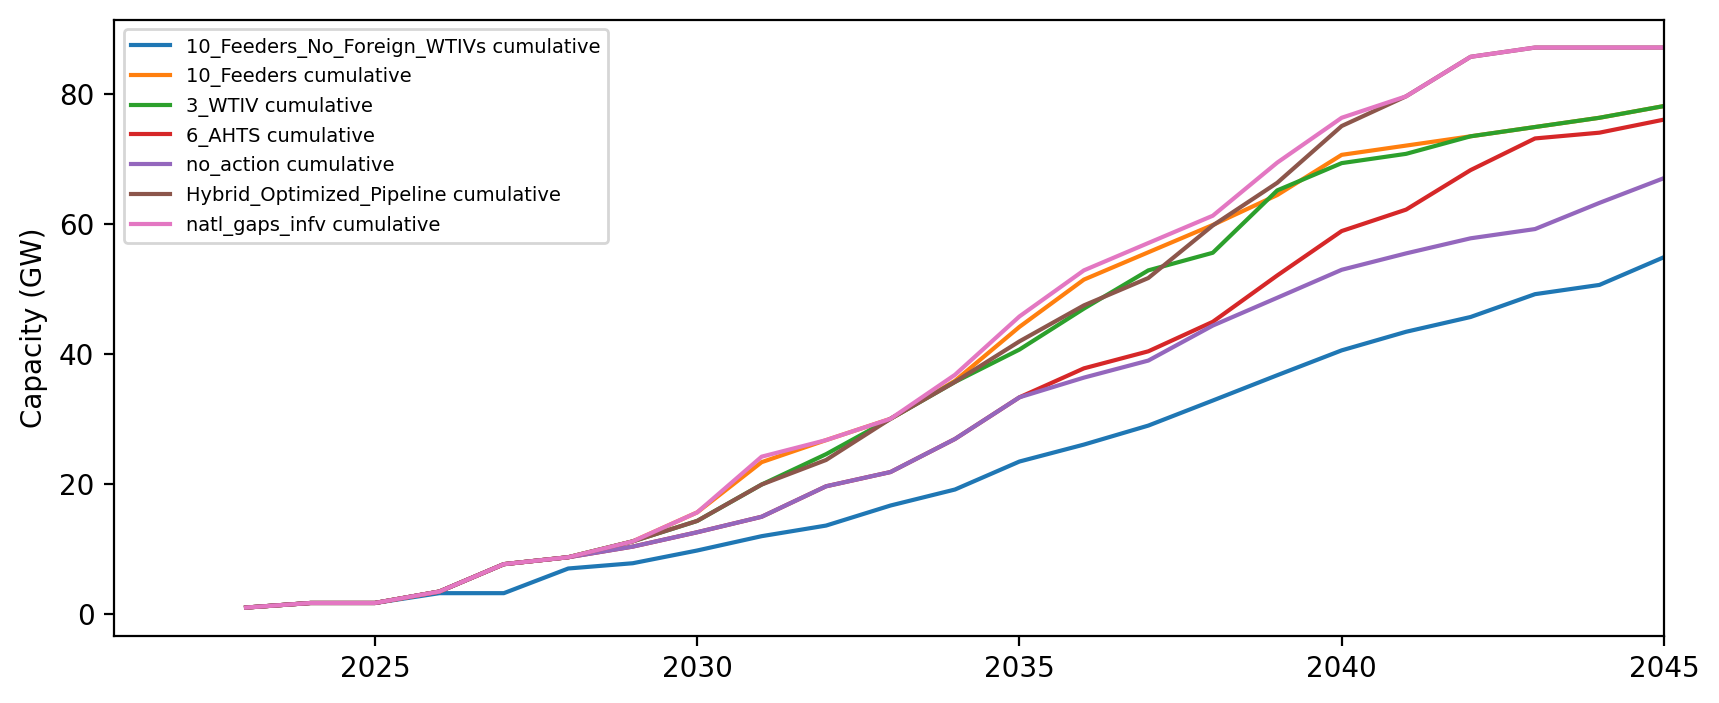 10_Feeders_No_Foreign_WTIVs cumulative
10_Feeders cumulative
3_WTIV cumulative
6_AHTS cumulative
no_action cumulative
Hybrid_Optimized_Pipeline cumulative
natl_gaps_infv cumulative
Capacity (GW)
80
60
40
20
0
2025 2030 2035 2040 2045